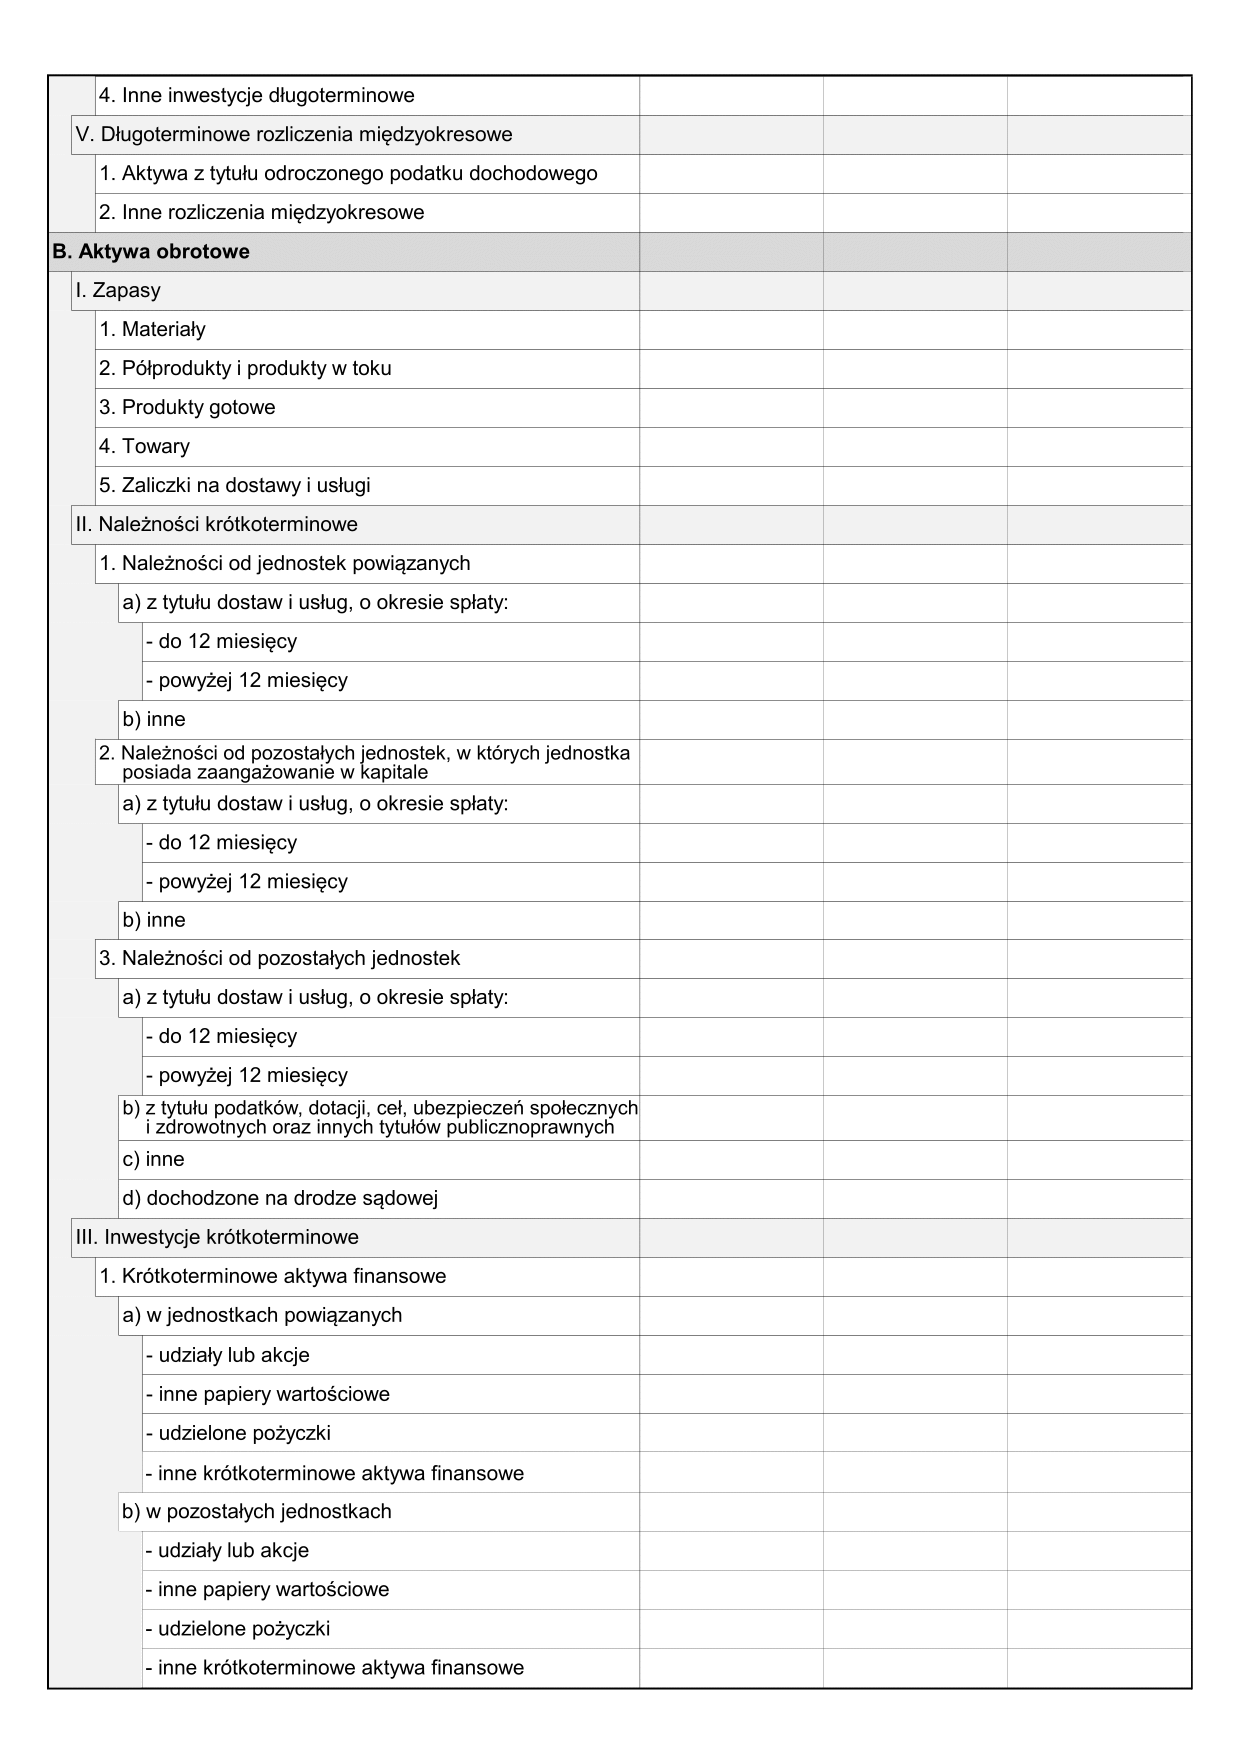 4. Inne inwestycje długoterminowe
V. Długoterminowe rozliczenia międzyokresowe
1. Aktywa z tytułu odroczonego podatku dochodowego
2. Inne rozliczenia międzyokresowe
B. Aktywa obrotowe
I. Zapasy
1. Materiały
2. Półprodukty i produkty w toku
3. Produkty gotowe
4. Towary
5. Zaliczki na dostawy i usługi
II. Należności krótkoterminowe
1. Należności od jednostek powiązanych
a) z tytułu dostaw i usług, o okresie spłaty:
- do 12 miesięcy
- powyżej 12 miesięcy
b) inne
2. Należności od pozostałych jednostek, w których jednostka
posiada zaangażowanie w kapitale
a) z tytułu dostaw i usług, o okresie spłaty:
- do 12 miesięcy
- powyżej 12 miesięcy
b) inne
3. Należności od pozostałych jednostek
a) z tytułu dostaw i usług, o okresie spłaty:
- do 12 miesięcy
- powyżej 12 miesięcy
b) z tytułu podatków, dotacji, ceł, ubezpieczeń społecznych
i zdrowotnych oraz innych tytułów publicznoprawnych
c) inne
d) dochodzone na drodze sądowej
III. Inwestycje krótkoterminowe
1. Krótkoterminowe aktywa finansowe
a) w jednostkach powiązanych
- udziały lub akcje
- inne papiery wartościowe
- udzielone pożyczki
- inne krótkoterminowe aktywa finansowe
b) w pozostałych jednostkach
- udziały lub akcje
- inne papiery wartościowe
- udzielone pożyczki
- inne krótkoterminowe aktywa finansowe